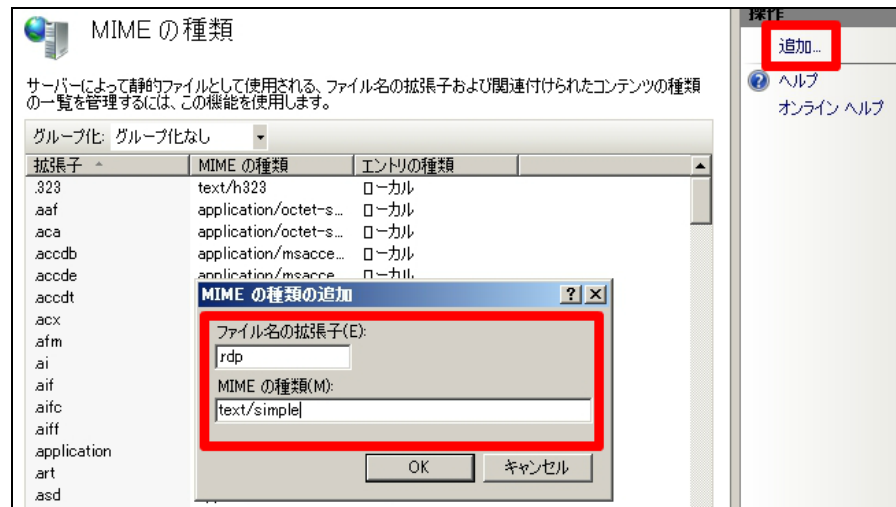 MIME の種類
サーバーによって静的ファイルとして使用される、ファイル名の拡張子および関連付けられたコンテンツの種類
の一覧を管理するには、この機能を使用します。
グループ化: グループ化なし
拡張子 MIME の種類 エントリの種類
.323 text/h323 ローカル
.aaf application/octet-s... ローカル
.aca application/octet-s... ローカル
.accdb application/msacce... ローカル
.accde application/msacce... ローカル
.accdt
.acx
.afm
.ai
.aif
.aifc
.aiff
.application
.art
.asd
MIME の種類の追加
ファイル名の拡張子(E):
rdp
MIME の種類(M):
text/simple
OK キャンセル
操作
追加...
ヘルプ
オンライン ヘルプ